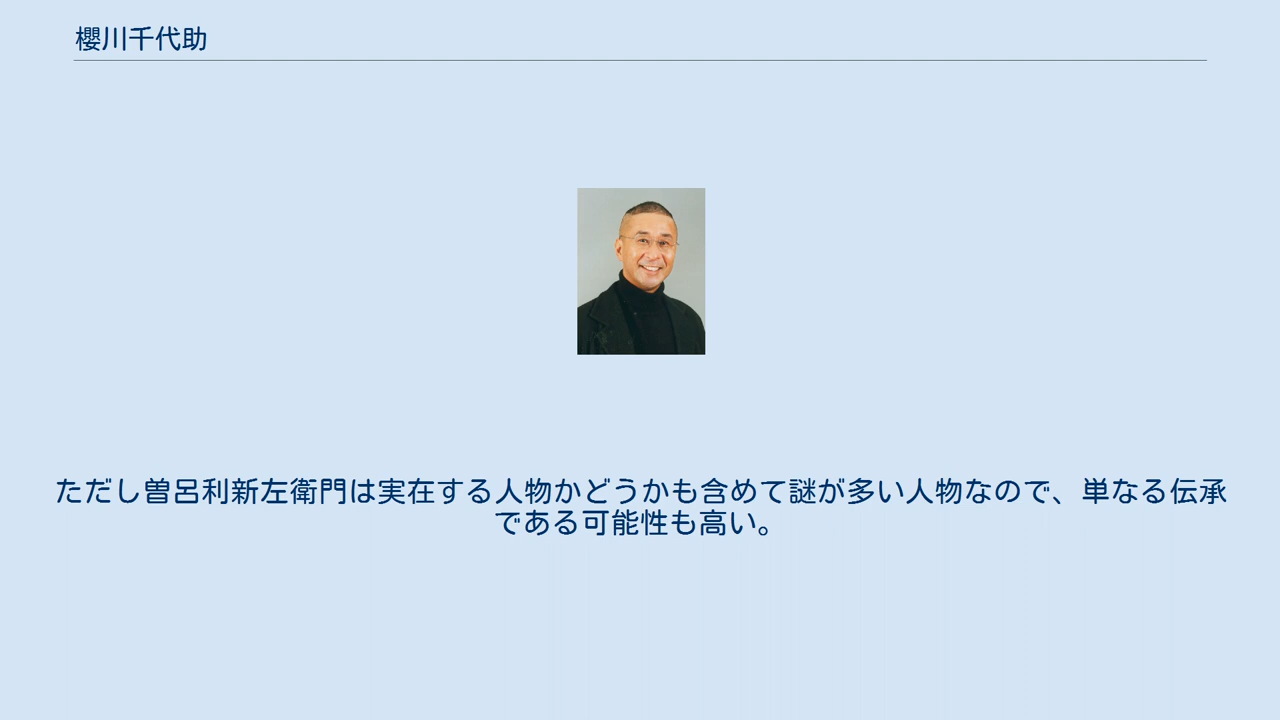 櫻川千代助
ただし曽呂利新左衛門は実在する人物かどうかも含めて謎が多い人物なので、単なる伝承
である可能性も高い。